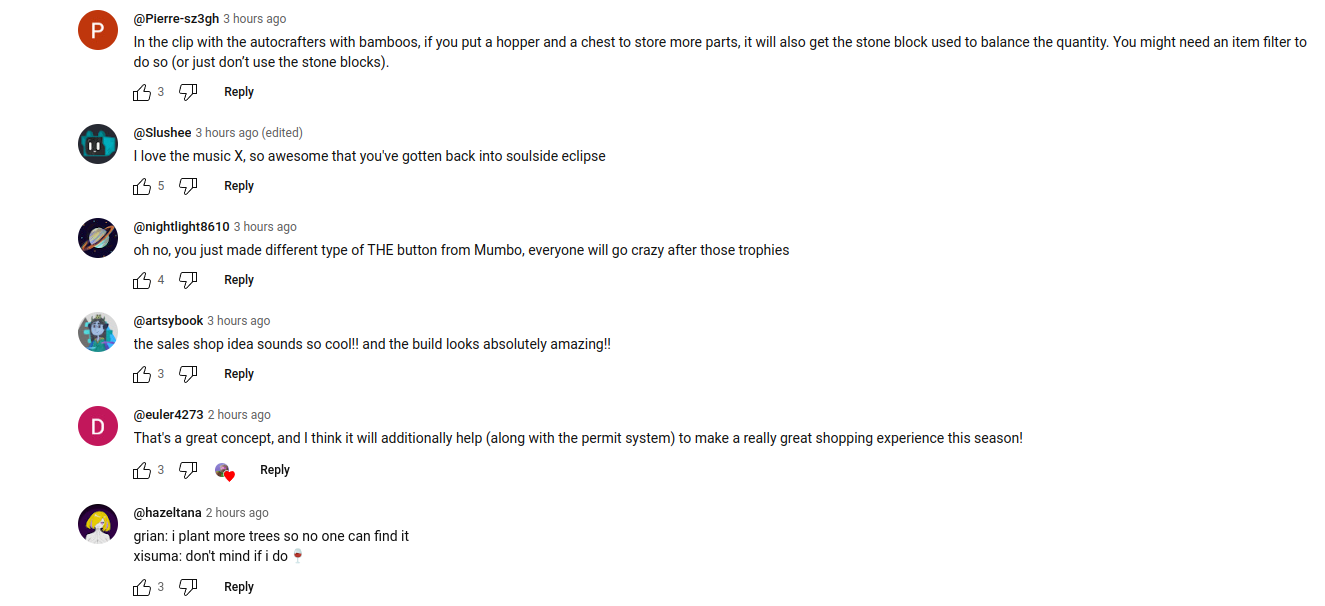 P
@Pierre-sz3gh 3 hours ago
In the clip with the autocrafters with bamboos, if you put a hopper and a chest to store more parts, it will also get the stone block used to balance the quantity. You might need an item filter to
do so (or just don’t use the stone blocks).
3 Reply
@Slushee 3 hours ago (edited)
I love the music X, so awesome that you've gotten back into soulside eclipse
5 Reply
@nightlight8610 3 hours ago
oh no, you just made different type of THE button from Mumbo, everyone will go crazy after those trophies
4 Reply
@artsybook 3 hours ago
the sales shop idea sounds so cool!! and the build looks absolutely amazing!!
3 Reply
D
@euler4273 2 hours ago
That's a great concept, and I think it will additionally help (along with the permit system) to make a really great shopping experience this season!
3 Reply
@hazeltana 2 hours ago
grian: i plant more trees so no one can find it
xisuma: don't mind if i do 🍷
3 Reply